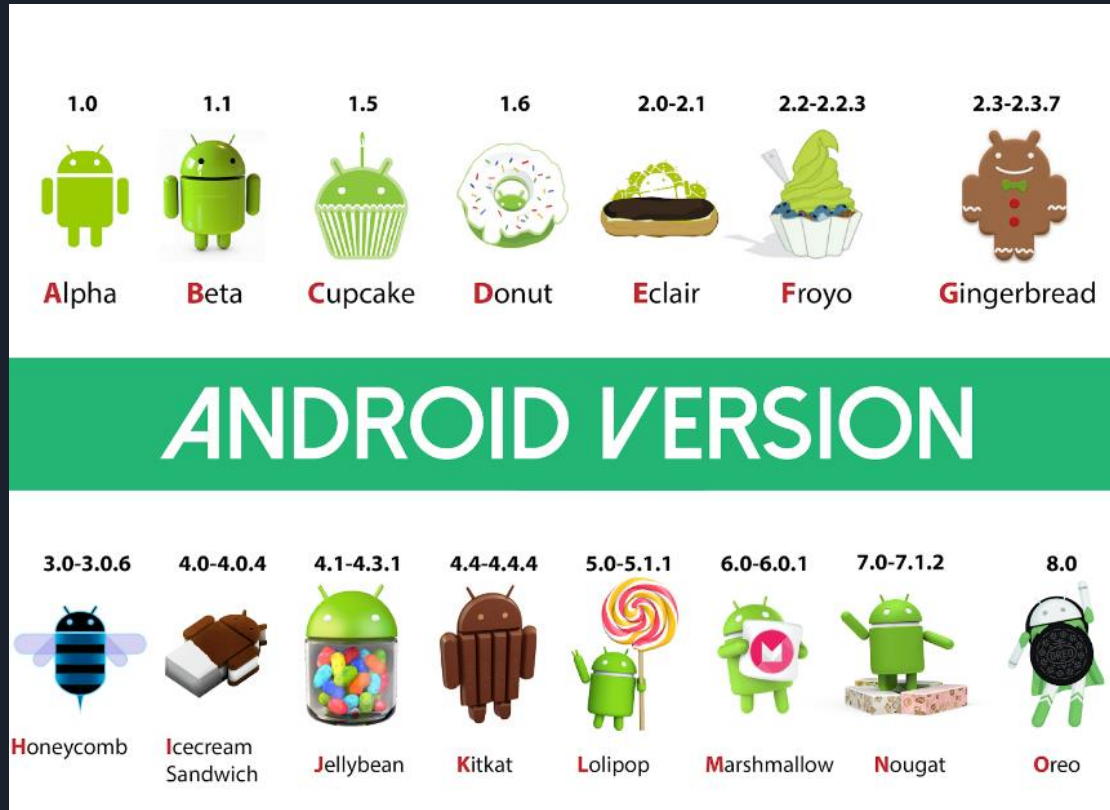 1.0 1.1 1.5 1.6 2.0-2.1 2.2-2.2.3 2.3-2.3.7
Alpha Beta Cupcake Donut Eclair Froyo Gingerbread
ANDROID VERSION
3.0-3.0.6 4.0-4.0.4 4.1-4.3.1 4.4-4.4.4 5.0-5.1.1 6.0-6.0.1 7.0-7.1.2 8.0
M
OREO
Honeycomb Icecream Jellybean Kitkat Lolipop Marshmallow Nougat Oreo
Sandwich